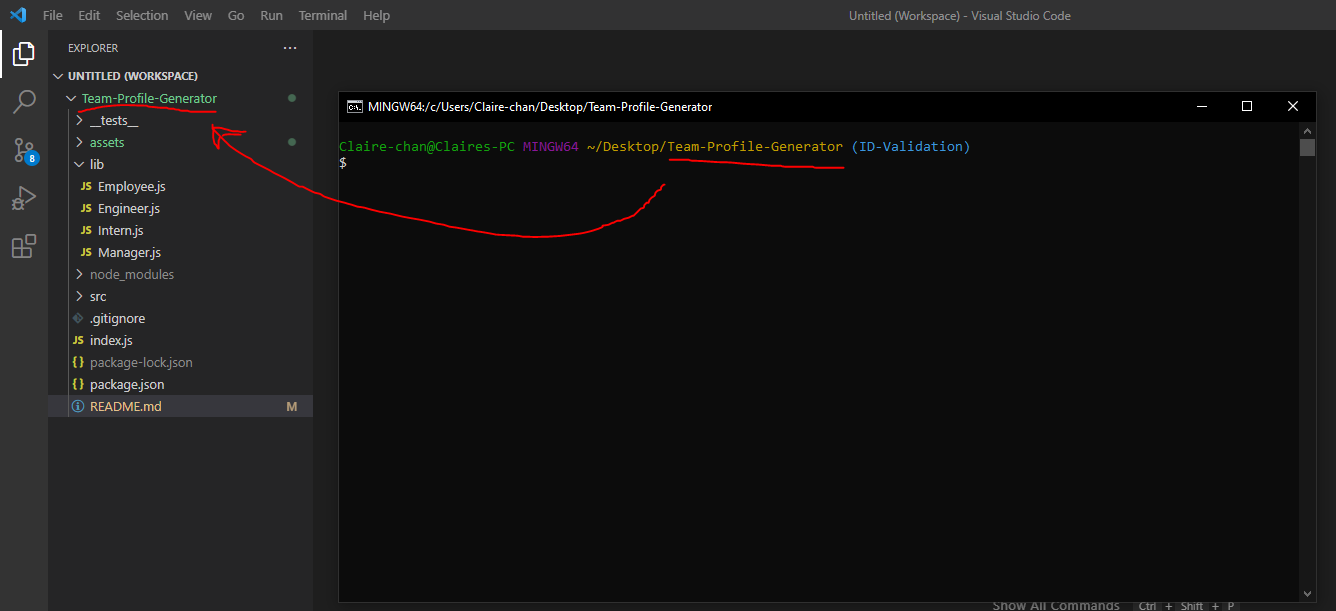 File Edit Selection View Go Run Terminal Help
Untitled (Workspace) - Visual Studio Code
EXPLORER
UNTITLED (WORKSPACE)
Team-Profile-Generator
__tests__
assets
lib
JS Employee.js
JS Engineer.js
JS Intern.js
JS Manager.js
node_modules
src
.gitignore
JS index.js
{} package-lock.json
{} package.json
README.md M
8
MINGW64:/c/Users/Claire-chan/Desktop/Team-Profile-Generator
Claire-chan@Claires-PC MINGW64 ~/Desktop/Team-Profile-Generator (ID-Validation)
$
Show All Commands Ctrl + Shift + P